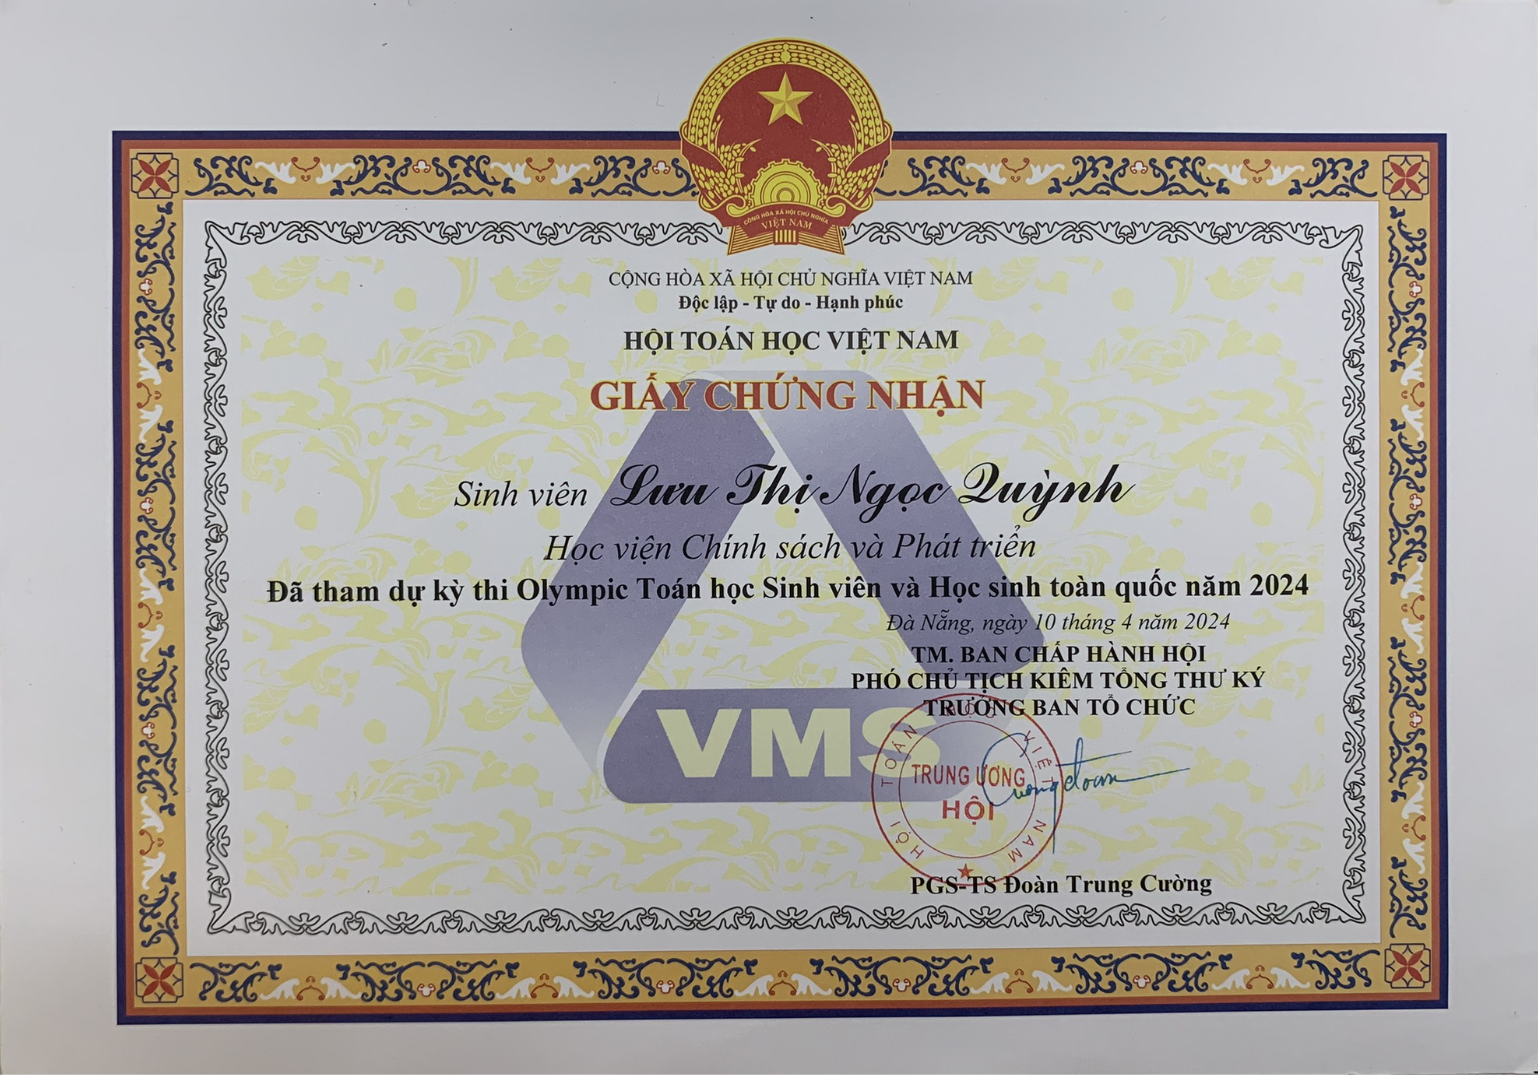 CỘNG HÒA XÃ HỘI CHỦ NGHĨA
VIỆT NAM
CỘNG HÒA XÃ HỘI CHỦ NGHĨA VIỆT NAM
Độc lập - Tự do - Hạnh phúc
HỘI TOÁN HỌC VIỆT NAM
GIẤY CHỨNG NHẬN
Sinh viên Lưu Thị Ngọc Quỳnh
Học viện Chính sách và Phát triển
Đã tham dự kỳ thi Olympic Toán học Sinh viên và Học sinh toàn quốc năm 2024
Đà Nẵng, ngày 10 tháng 4 năm 2024
TM. BAN CHẤP HÀNH HỘI
PHÓ CHỦ TỊCH KIÊM TỔNG THƯ KÝ
TRƯỞNG BAN TỔ CHỨC
VMS
HỘI TOÁN HỌC VIỆT NAM
TRUNG ƯƠNG
HỘI
Cuongdoan
PGS-TS Đoàn Trung Cường